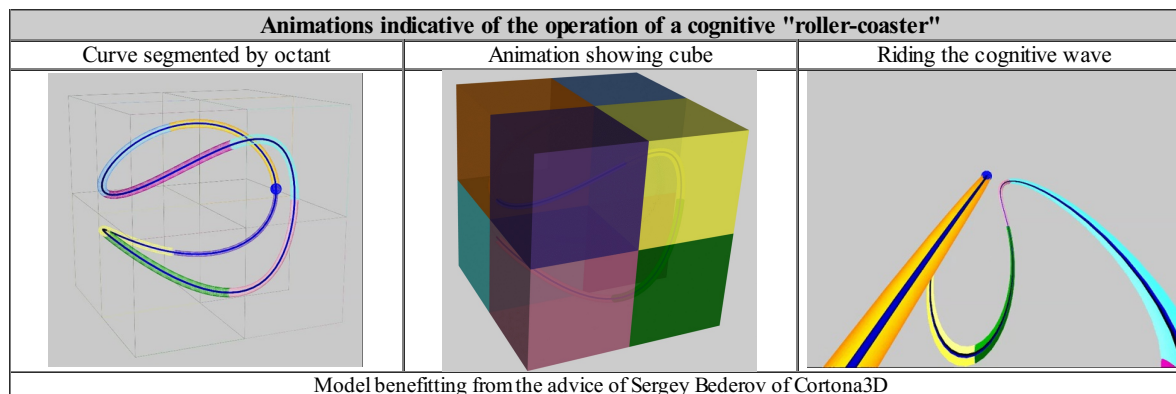 Animations indicative of the operation of a cognitive "roller-coaster"
Curve segmented by octant
Animation showing cube
Riding the cognitive wave
Model benefitting from the advice of Sergey Bederov of Cortona3D